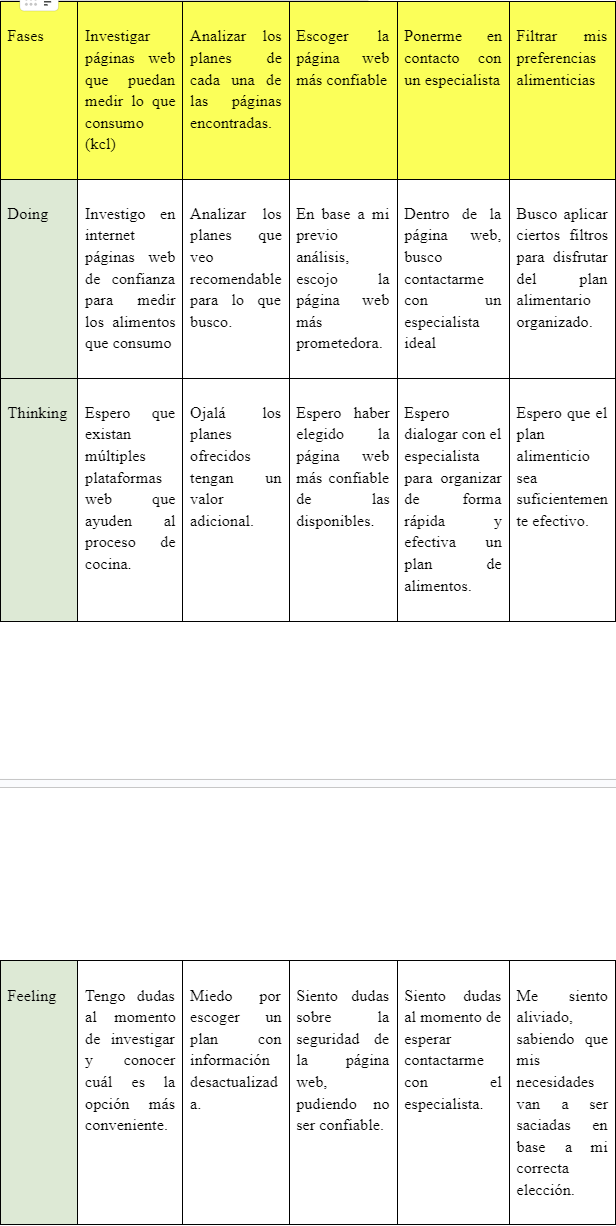 Fases
Investigar
páginas web
que puedan
medir lo que
consumo
(kcl)
Analizar los
planes de
cada una de
las páginas
encontradas.
Escoger la
página web
más confiable
Ponerme en
contacto con
un especialista
Filtrar mis
preferencias
alimenticias
Doing
Investigo en
internet
páginas web
de confianza
para medir
los alimentos
que consumo
Analizar los
planes que
veo
recomendable
para lo que
busco.
En base a mi
previo
análisis,
escojo la
página web
más
prometedora.
Dentro de la
página web,
busco
contactarme
con un
especialista
ideal
Busco aplicar
ciertos filtros
para disfrutar
del plan
alimentario
organizado.
Thinking
Espero que
existan
múltiples
plataformas
web que
ayuden al
proceso de
cocina.
Ojalá los
planes
ofrecidos
tengan un
valor
adicional.
Espero haber
elegido la
página web
más confiable
de las
disponibles.
Espero
dialogar con el
especialista
para organizar
de forma
rápida y
efectiva un
plan de
alimentos.
Espero que el
plan
alimenticio
sea
suficientemen
te efectivo.
Feeling
Tengo dudas
al momento
de investigar
y conocer
cuál es la
opción más
conveniente.
Miedo por
escoger un
plan con
información
desactualizad
a.
Siento dudas
sobre la
seguridad de
la página
web,
pudiendo no
ser confiable.
Siento dudas
al momento de
esperar
contactarme
con el
especialista.
Me siento
aliviado,
sabiendo que
mis
necesidades
van a ser
saciadas en
base a mi
correcta
elección.